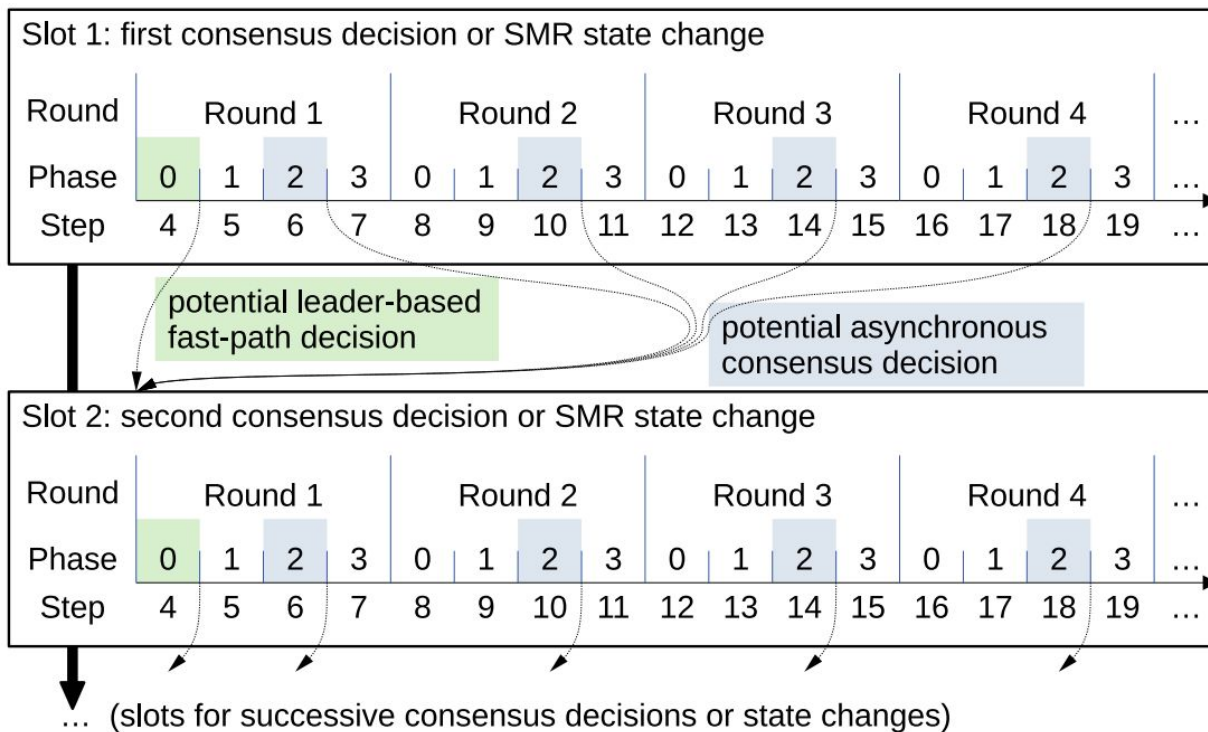 Slot 1: first consensus decision or SMR state change
Round Round 1 Round 2 Round 3 Round 4 ...
Phase 0 1 2 3 0 1 2 3 0 1 2 3 0 1 2 3 ...
Step 4 5 6 7 8 9 10 11 12 13 14 15 16 17 18 19 ...
potential leader-based
fast-path decision
potential asynchronous
consensus decision
Slot 2: second consensus decision or SMR state change
Round Round 1 Round 2 Round 3 Round 4 ...
Phase 0 1 2 3 0 1 2 3 0 1 2 3 0 1 2 3 ...
Step 4 5 6 7 8 9 10 11 12 13 14 15 16 17 18 19 ...
... (slots for successive consensus decisions or state changes)